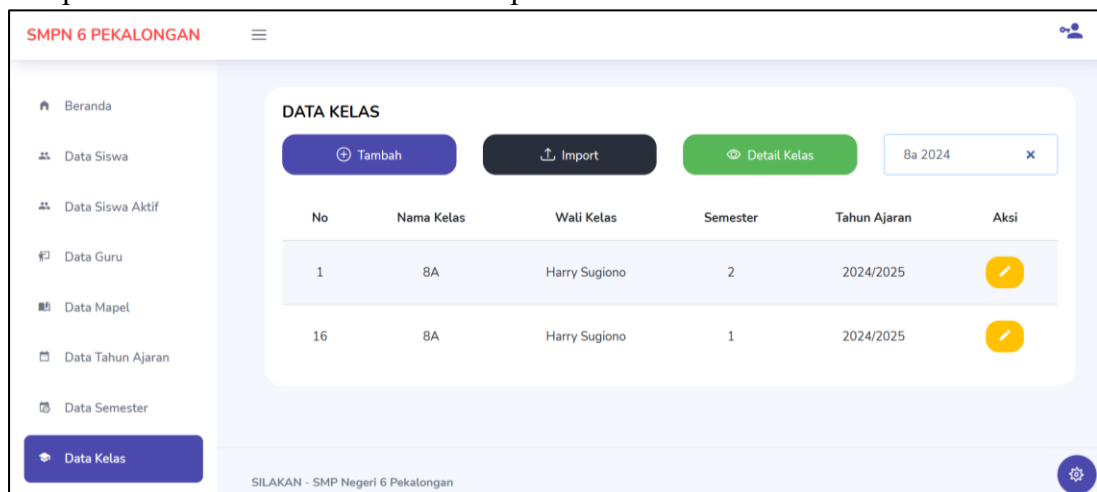 SMPN 6 PEKALONGAN
Beranda
Data Siswa
Data Siswa Aktif
Data Guru
Data Mapel
Data Tahun Ajaran
Data Semester
Data Kelas
DATA KELAS
Tambah Import Detail Kelas 8a 2024
No Nama Kelas Wali Kelas Semester Tahun Ajaran Aksi
1 8A Harry Sugiono 2 2024/2025
16 8A Harry Sugiono 1 2024/2025
SILAKAN - SMP Negeri 6 Pekalongan